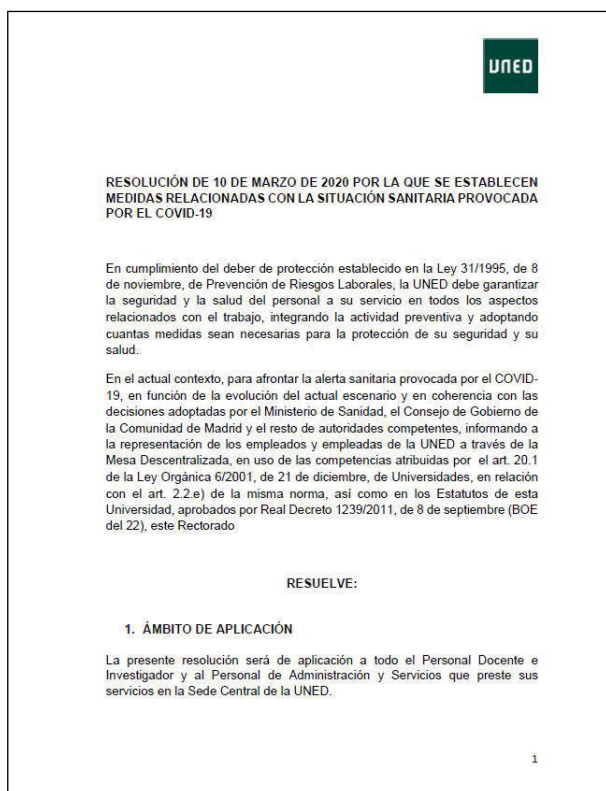 UNED
RESOLUCIÓN DE 10 DE MARZO DE 2020 POR LA QUE SE ESTABLECEN
MEDIDAS RELACIONADAS CON LA SITUACIÓN SANITARIA PROVOCADA
POR EL COVID-19
En cumplimiento del deber de protección establecido en la Ley 31/1995, de 8
de noviembre, de Prevención de Riesgos Laborales, la UNED debe garantizar
la seguridad y la salud del personal a su servicio en todos los aspectos
relacionados con el trabajo, integrando la actividad preventiva y adoptando
cuantas medidas sean necesarias para la protección de su seguridad y su
salud.
En el actual contexto, para afrontar la alerta sanitaria provocada por el COVID-
19, en función de la evolución del actual escenario y en coherencia con las
decisiones adoptadas por el Ministerio de Sanidad, el Consejo de Gobierno de
la Comunidad de Madrid y el resto de autoridades competentes, informando a
la representación de los empleados y empleadas de la UNED a través de la
Mesa Descentralizada, en uso de las competencias atribuidas por el art. 20.1
de la Ley Orgánica 6/2001, de 21 de diciembre, de Universidades, en relación
con el art. 2.2.e) de la misma norma, así como en los Estatutos de esta
Universidad, aprobados por Real Decreto 1239/2011, de 8 de septiembre (BOE
del 22), este Rectorado
RESUELVE:
1. ÁMBITO DE APLICACIÓN
La presente resolución será de aplicación a todo el Personal Docente e
Investigador y al Personal de Administración y Servicios que preste sus
servicios en la Sede Central de la UNED.
1